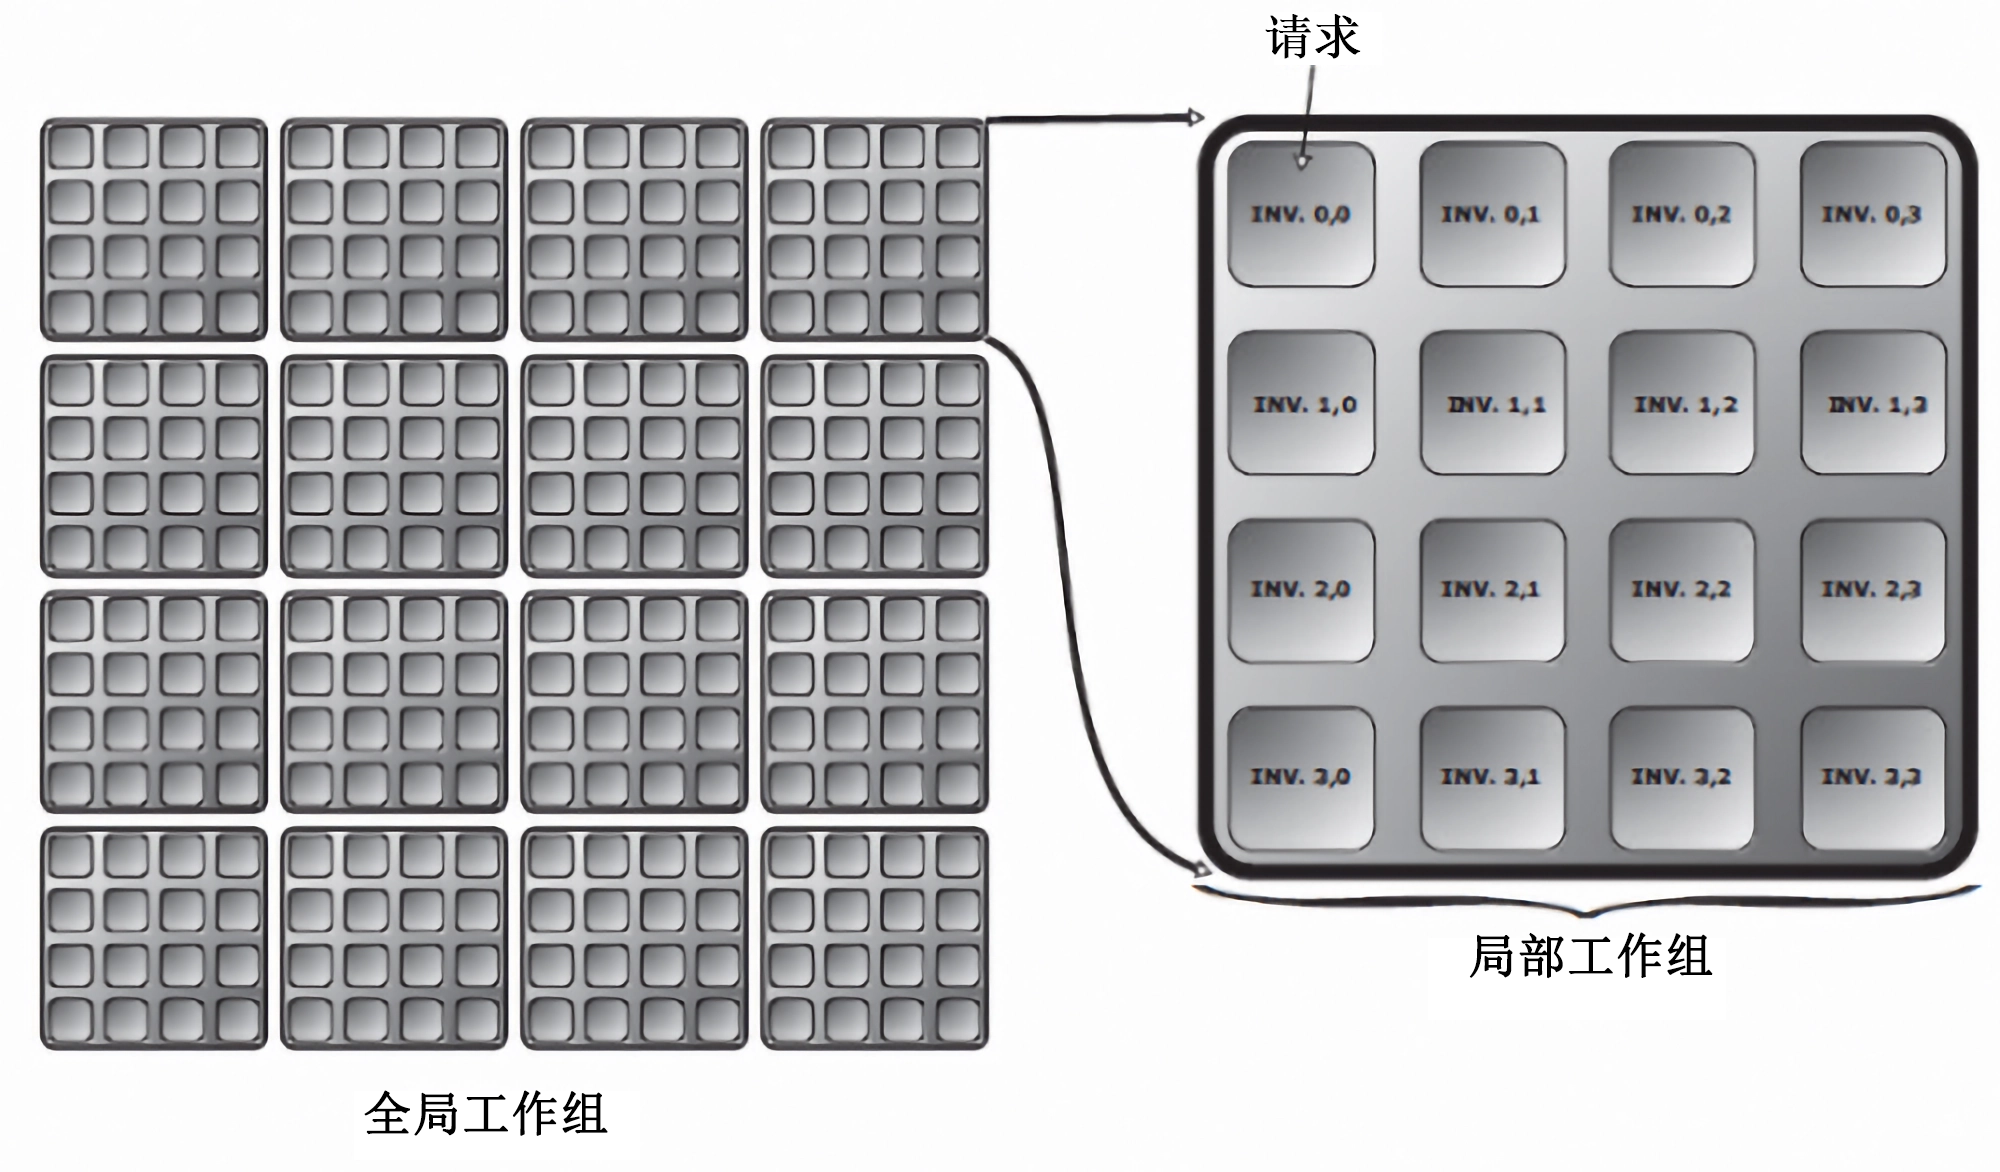 请求
INV. 0,0 INV. 0,1 INV. 0,2 INV. 0,3
INV. 1,0 INV. 1,1 INV. 1,2 INV. 1,3
INV. 2,0 INV. 2,1 INV. 2,2 INV. 2,3
INV. 3,0 INV. 3,1 INV. 3,2 INV. 3,3
局部工作组
全局工作组